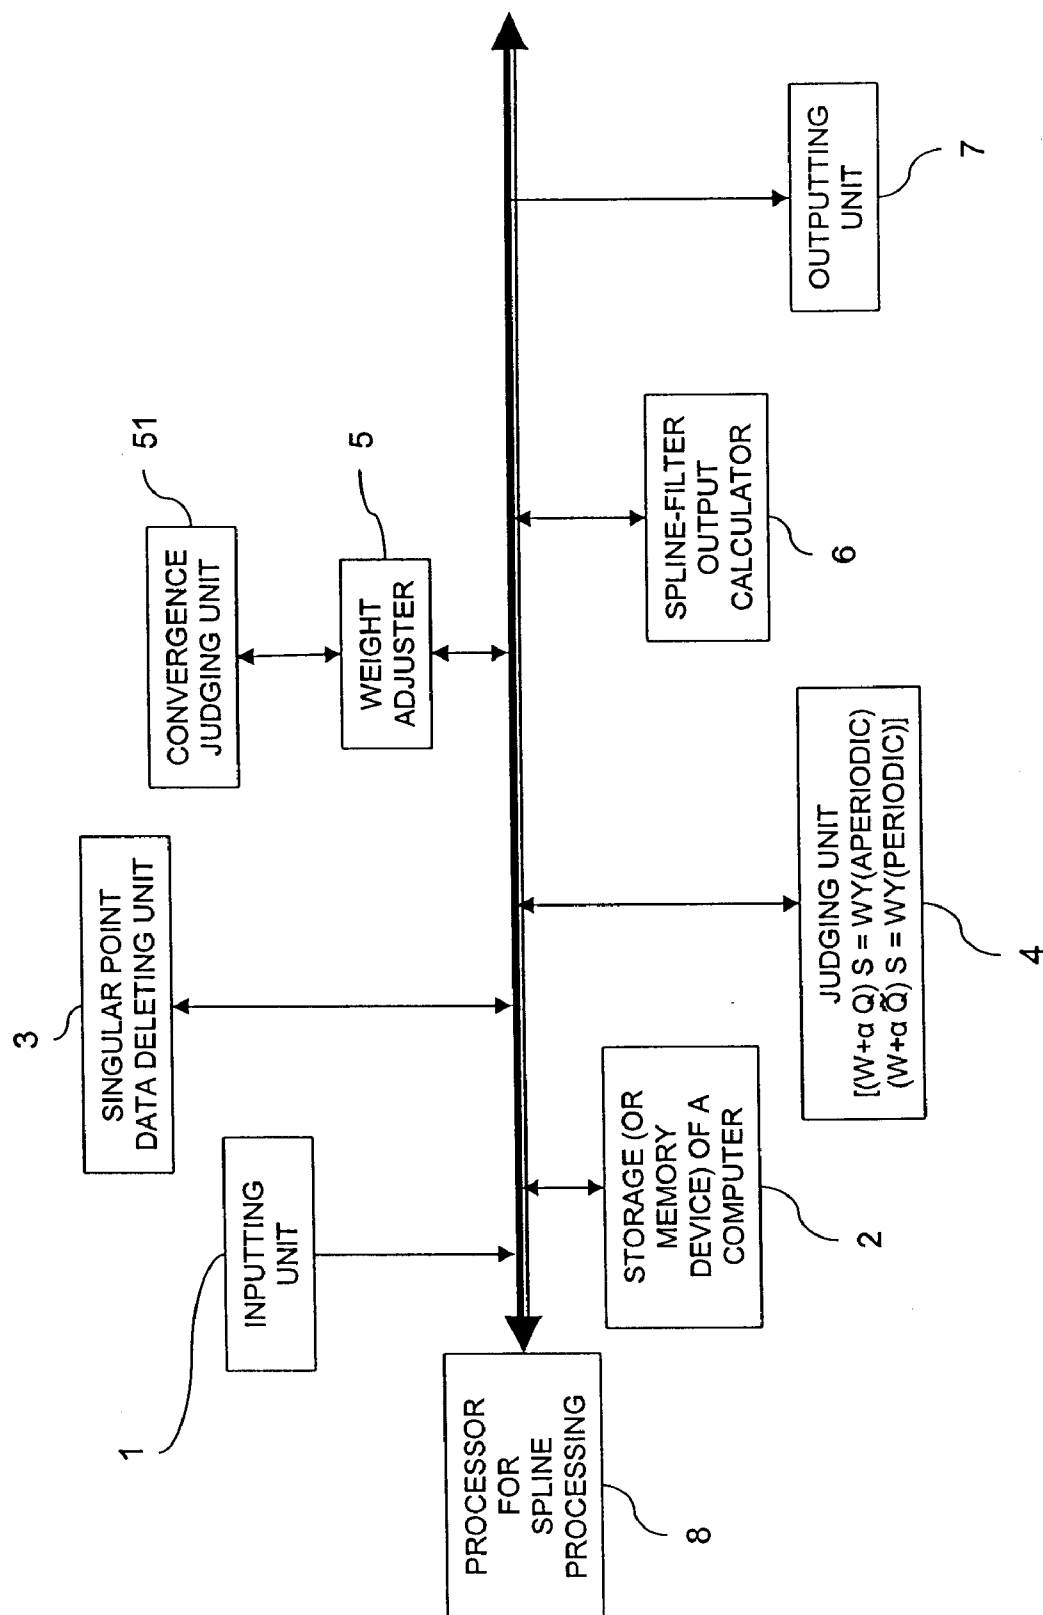 1
INPUTTING
UNIT
3
SINGULAR POINT
DATA DELETING UNIT
51
CONVERGENCE
JUDGING UNIT
5
WEIGHT
ADJUSTER
PROCESSOR
FOR
SPLINE
PROCESSING
8
STORAGE (OR
MEMORY
DEVICE) OF A
COMPUTER
2
JUDGING UNIT
[(W+α Q) S = WY(APERIODIC)
(W+α Q̃) S = WY(PERIODIC)]
4
SPLINE-FILTER
OUTPUT
CALCULATOR
6
OUTPUTTING
UNIT
7